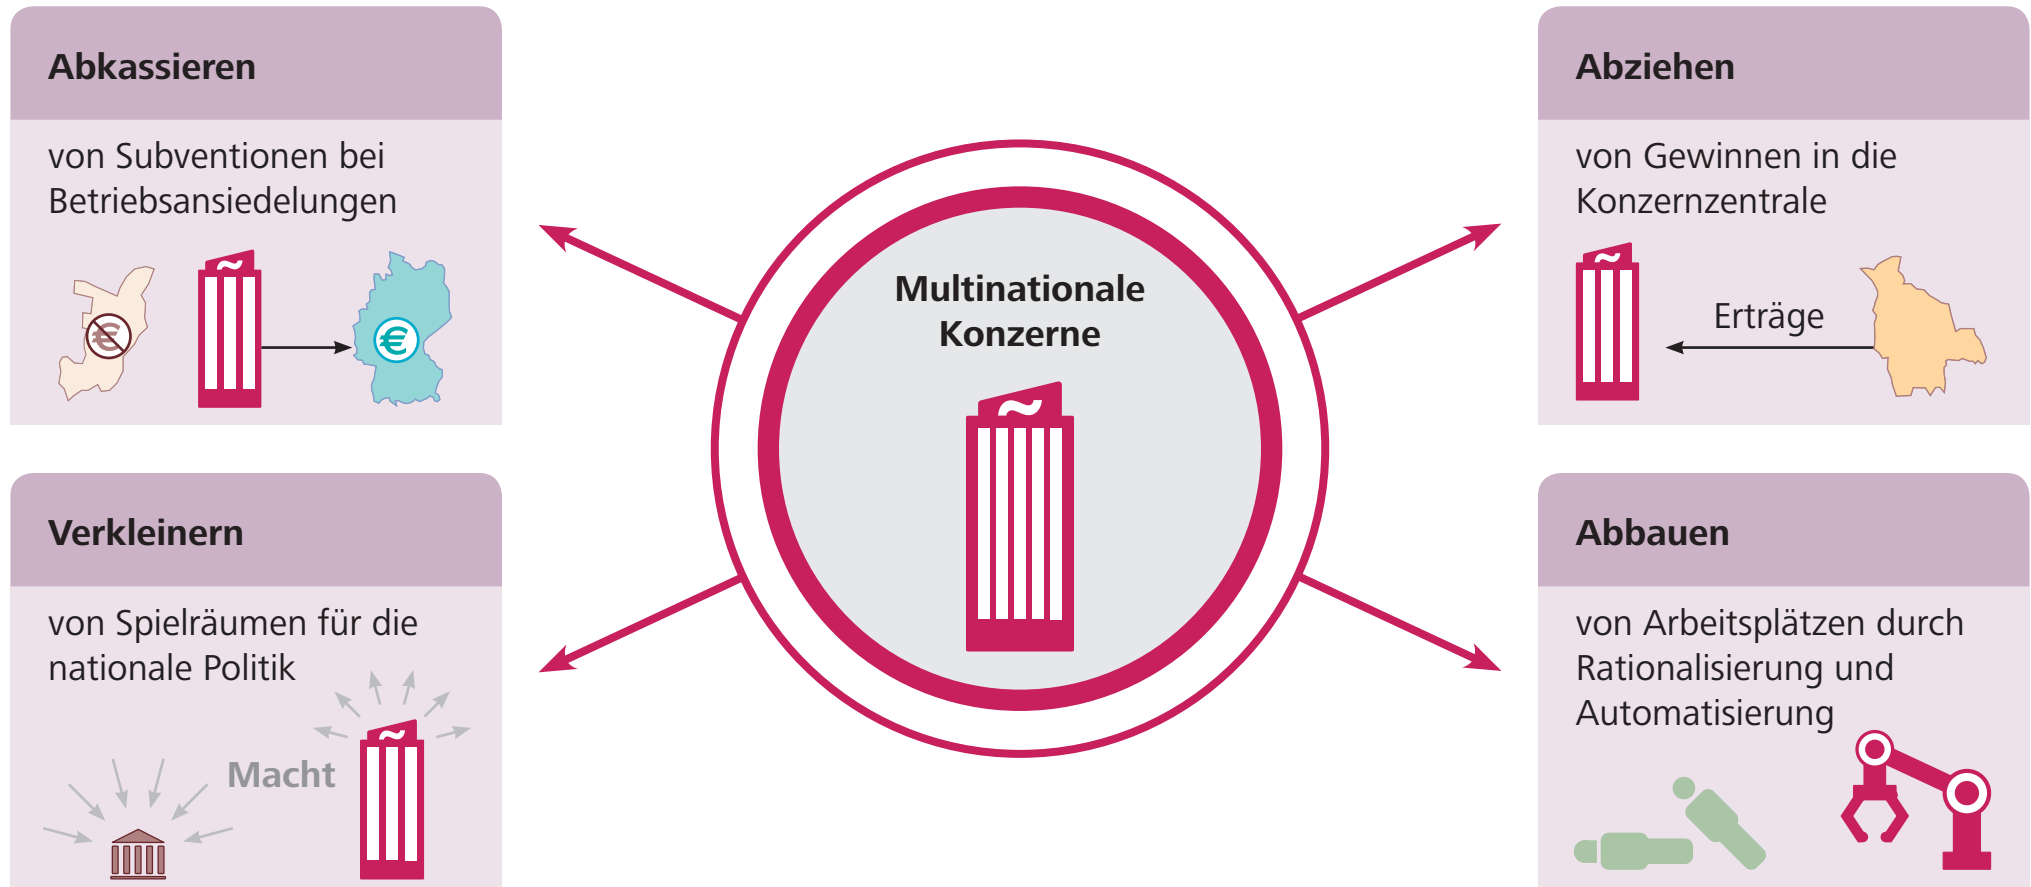 Abkassieren
von Subventionen bei
Betriebsansiedelungen
€
€
Multinationale
Konzerne
Abziehen
von Gewinnen in die
Konzernzentrale
Erträge
Verkleinern
von Spielräumen für die
nationale Politik
Macht
Abbauen
von Arbeitsplätzen durch
Rationalisierung und
Automatisierung